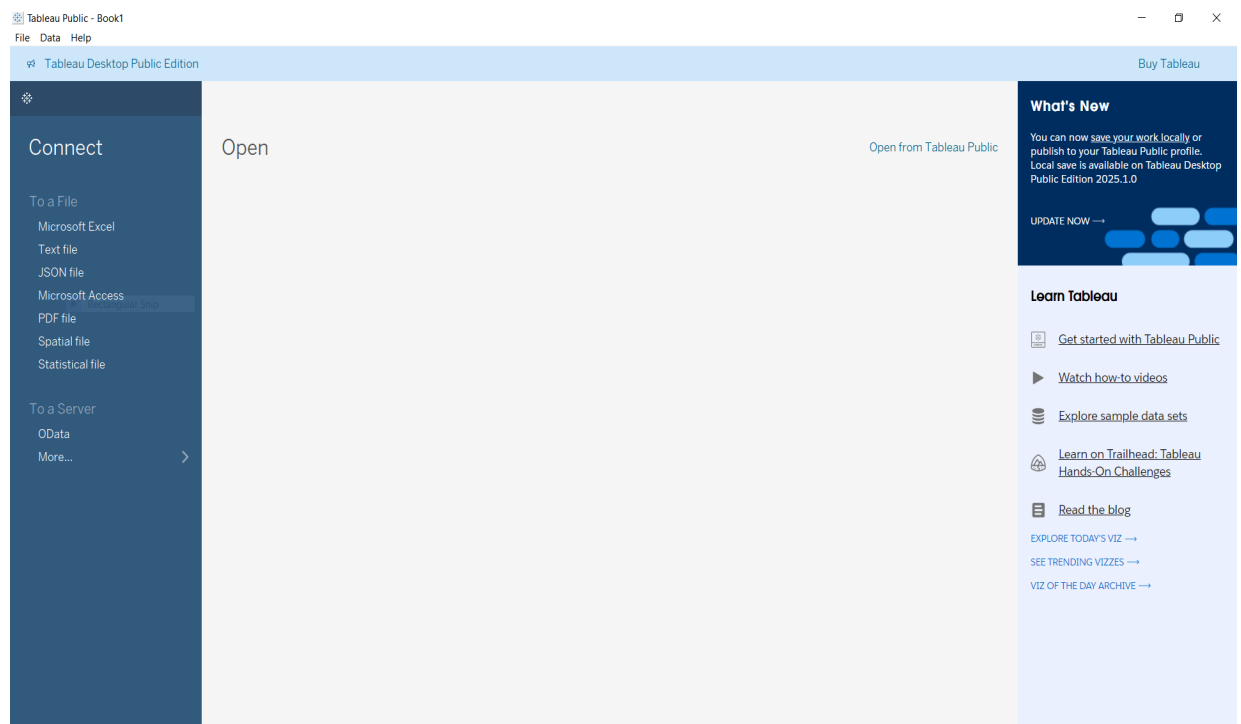 Tableau Public - Book1
File Data Help
Tableau Desktop Public Edition
Buy Tableau
Connect
To a File
Microsoft Excel
Text file
JSON file
Microsoft Access
Rectangular Snip
PDF file
Spatial file
Statistical file
To a Server
OData
More...
Open
Open from Tableau Public
What's New
You can now save your work locally or
publish to your Tableau Public profile.
Local save is available on Tableau Desktop
Public Edition 2025.1.0
UPDATE NOW →
Learn Tableau
Get started with Tableau Public
Watch how-to videos
Explore sample data sets
Learn on Trailhead: Tableau
Hands-On Challenges
Read the blog
EXPLORE TODAY'S VIZ →
SEE TRENDING VIZZES →
VIZ OF THE DAY ARCHIVE →